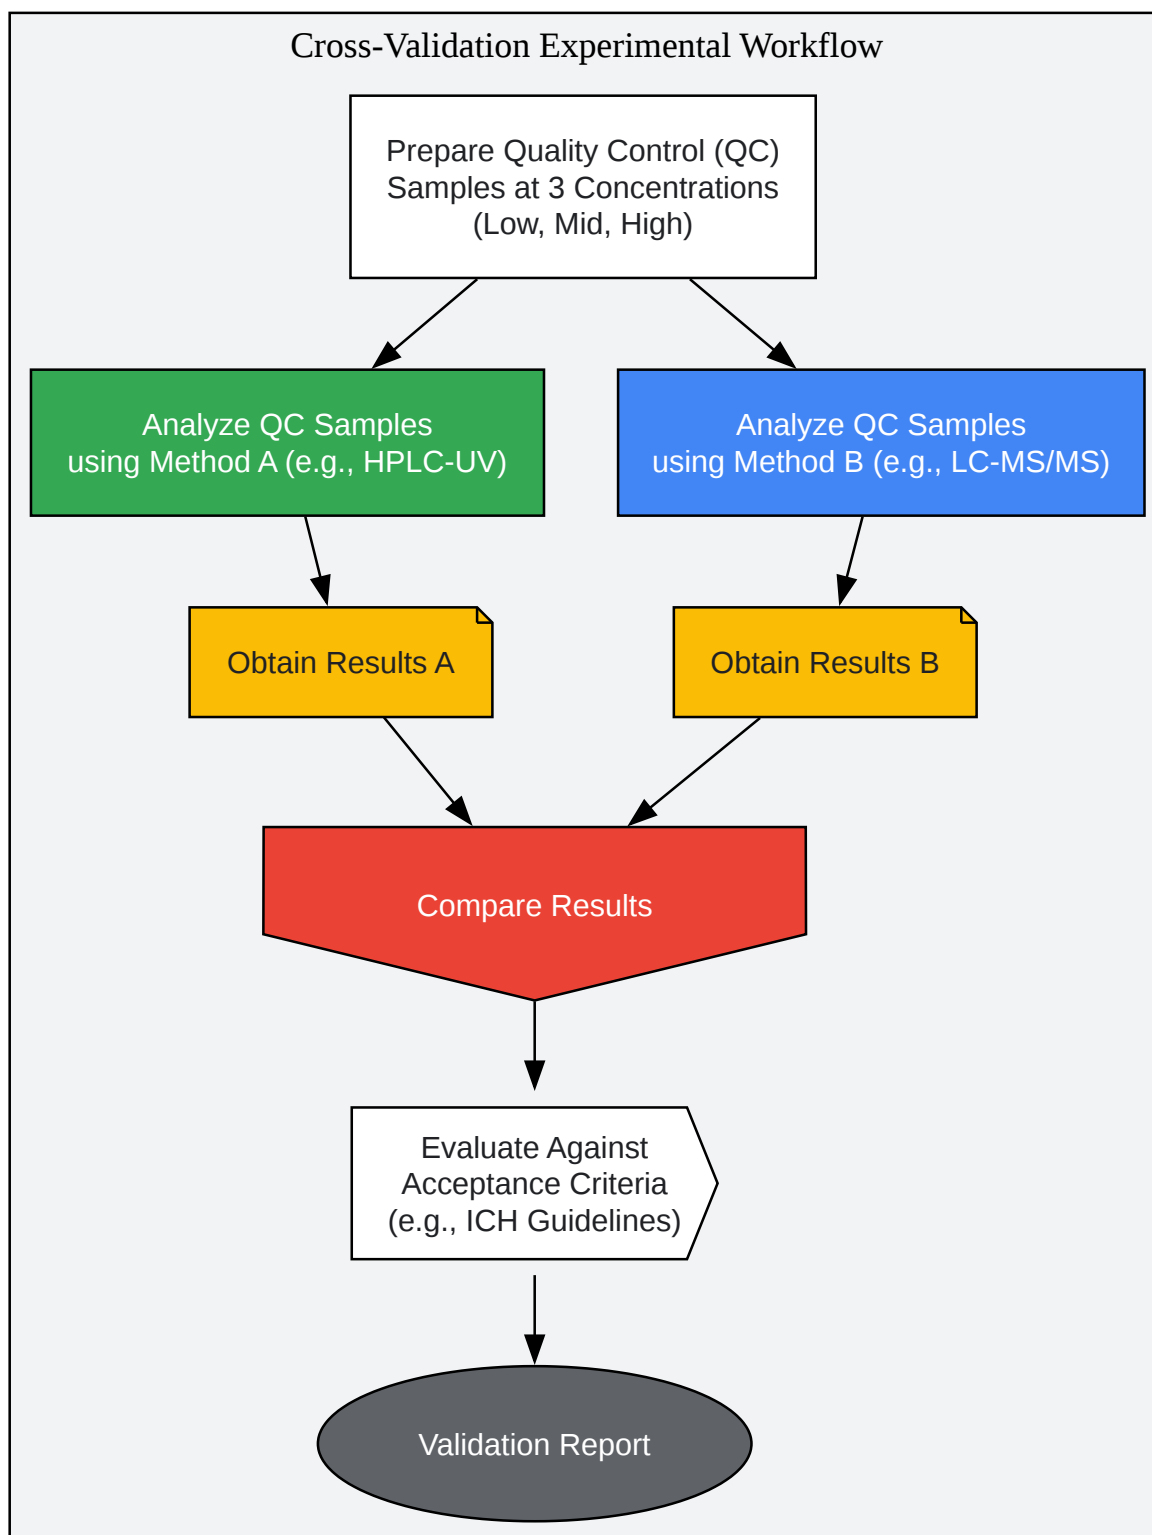 Cross-Validation Experimental Workflow
Prepare Quality Control (QC)
Samples at 3 Concentrations
(Low, Mid, High)
Analyze QC Samples
using Method A (e.g., HPLC-UV)
Analyze QC Samples
using Method B (e.g., LC-MS/MS)
Obtain Results A
Obtain Results B
Compare Results
Evaluate Against
Acceptance Criteria
(e.g., ICH Guidelines)
Validation Report